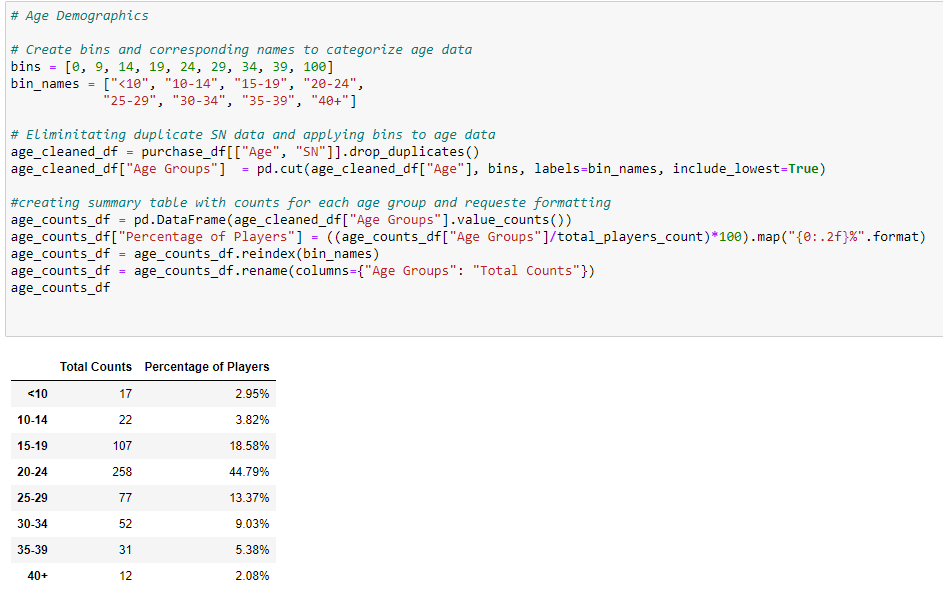 # Age Demographics
# Create bins and corresponding names to categorize age data
bins = [0, 9, 14, 19, 24, 29, 34, 39, 100]
bin_names = ["<10", "10-14", "15-19", "20-24",
"25-29", "30-34", "35-39", "40+"]
# Eliminitating duplicate SN data and applying bins to age data
age_cleaned_df = purchase_df[["Age", "SN"]].drop_duplicates()
age_cleaned_df["Age Groups"]  = pd.cut(age_cleaned_df["Age"], bins, labels=bin_names, include_lowest=True)
#creating summary table with counts for each age group and requeste formatting
age_counts_df = pd.DataFrame(age_cleaned_df["Age Groups"].value_counts())
age_counts_df["Percentage of Players"] = ((age_counts_df["Age Groups"]/total_players_count)*100).map("{0:.2f}%".format)
age_counts_df = age_counts_df.reindex(bin_names)
age_counts_df = age_counts_df.rename(columns={"Age Groups": "Total Counts"})
age_counts_df
Total Counts Percentage of Players
<10 17 2.95%
10-14 22 3.82%
15-19 107 18.58%
20-24 258 44.79%
25-29 77 13.37%
30-34 52 9.03%
35-39 31 5.38%
40+ 12 2.08%